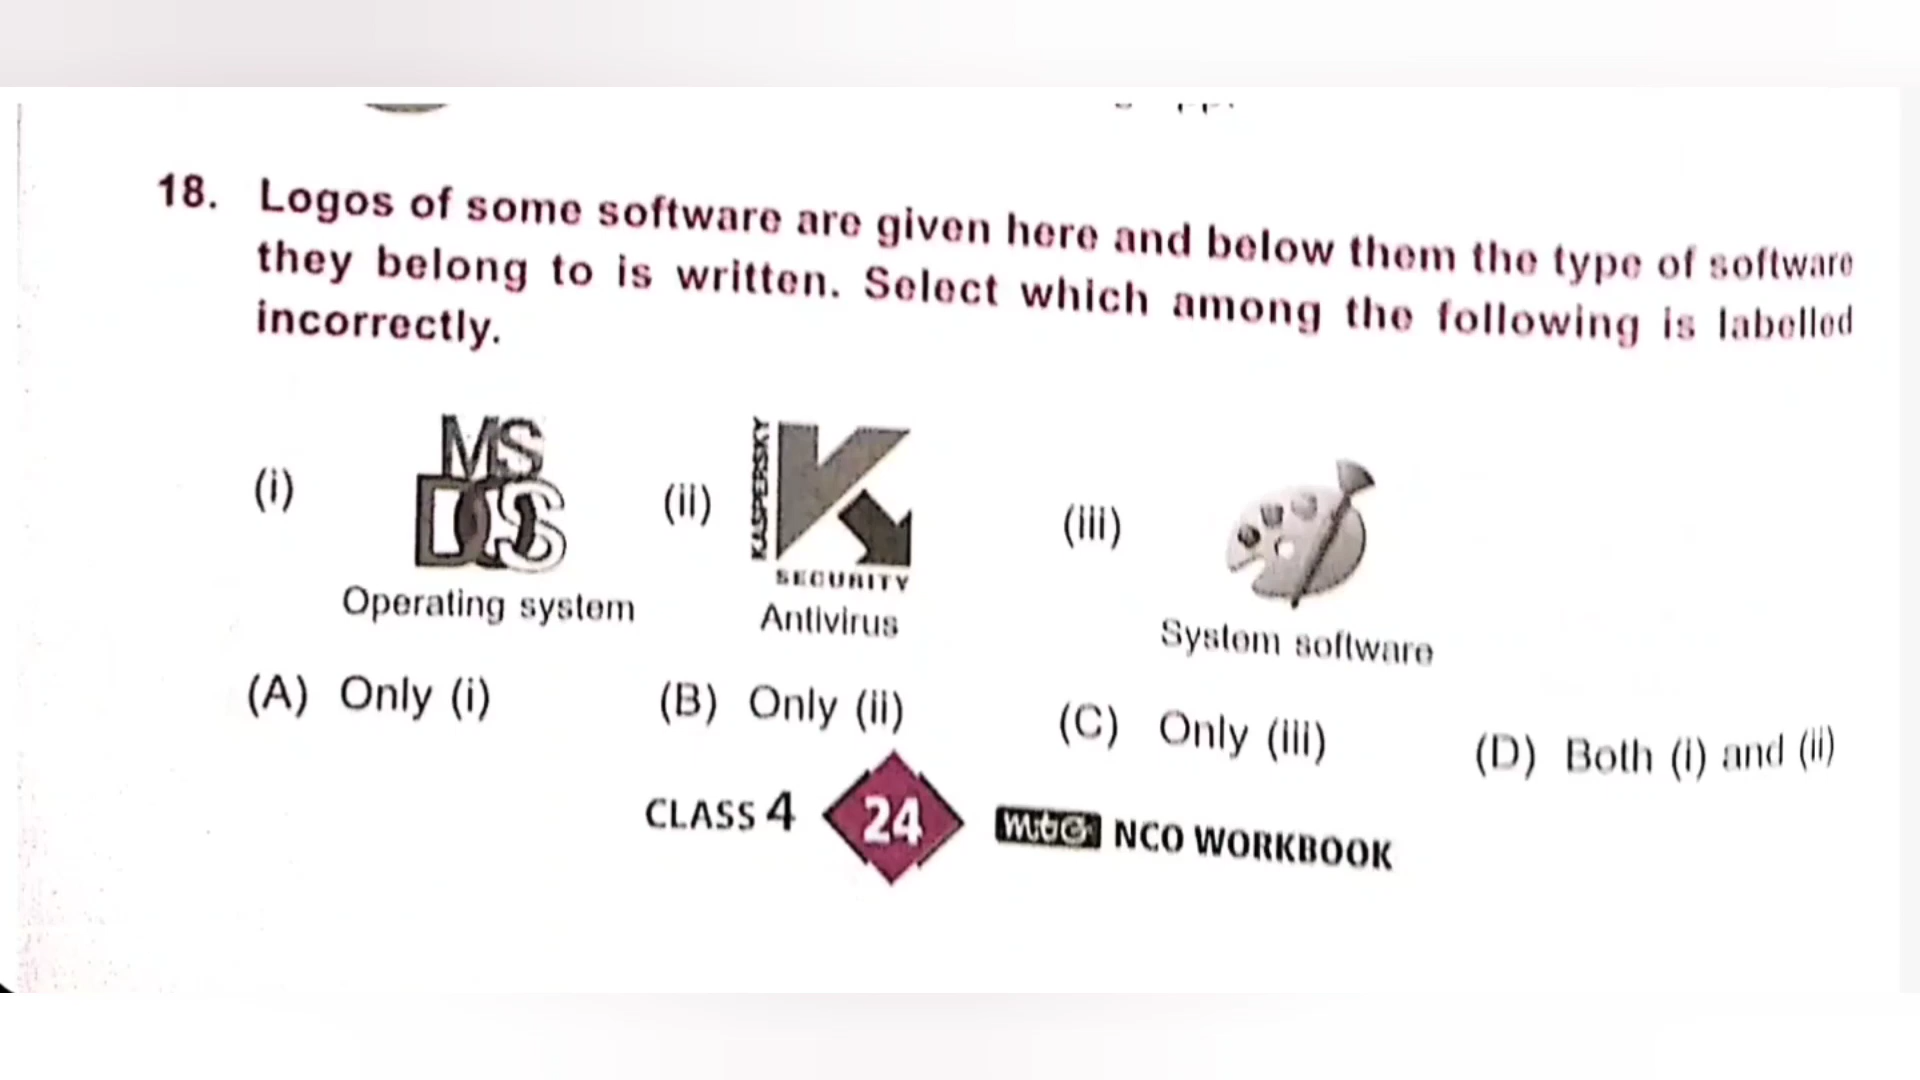 18. Logos of some software are given here and below them the type of software
they belong to is written. Select which among the following is labelled
incorrectly.
(i) MS DOS (ii) KASPERSKY K SECURITY (iii)
Operating system Antivirus System software
(A) Only (i) (B) Only (ii) (C) Only (iii) (D) Both (i) and (ii)
CLASS 4 24 mtG NCO WORKBOOK